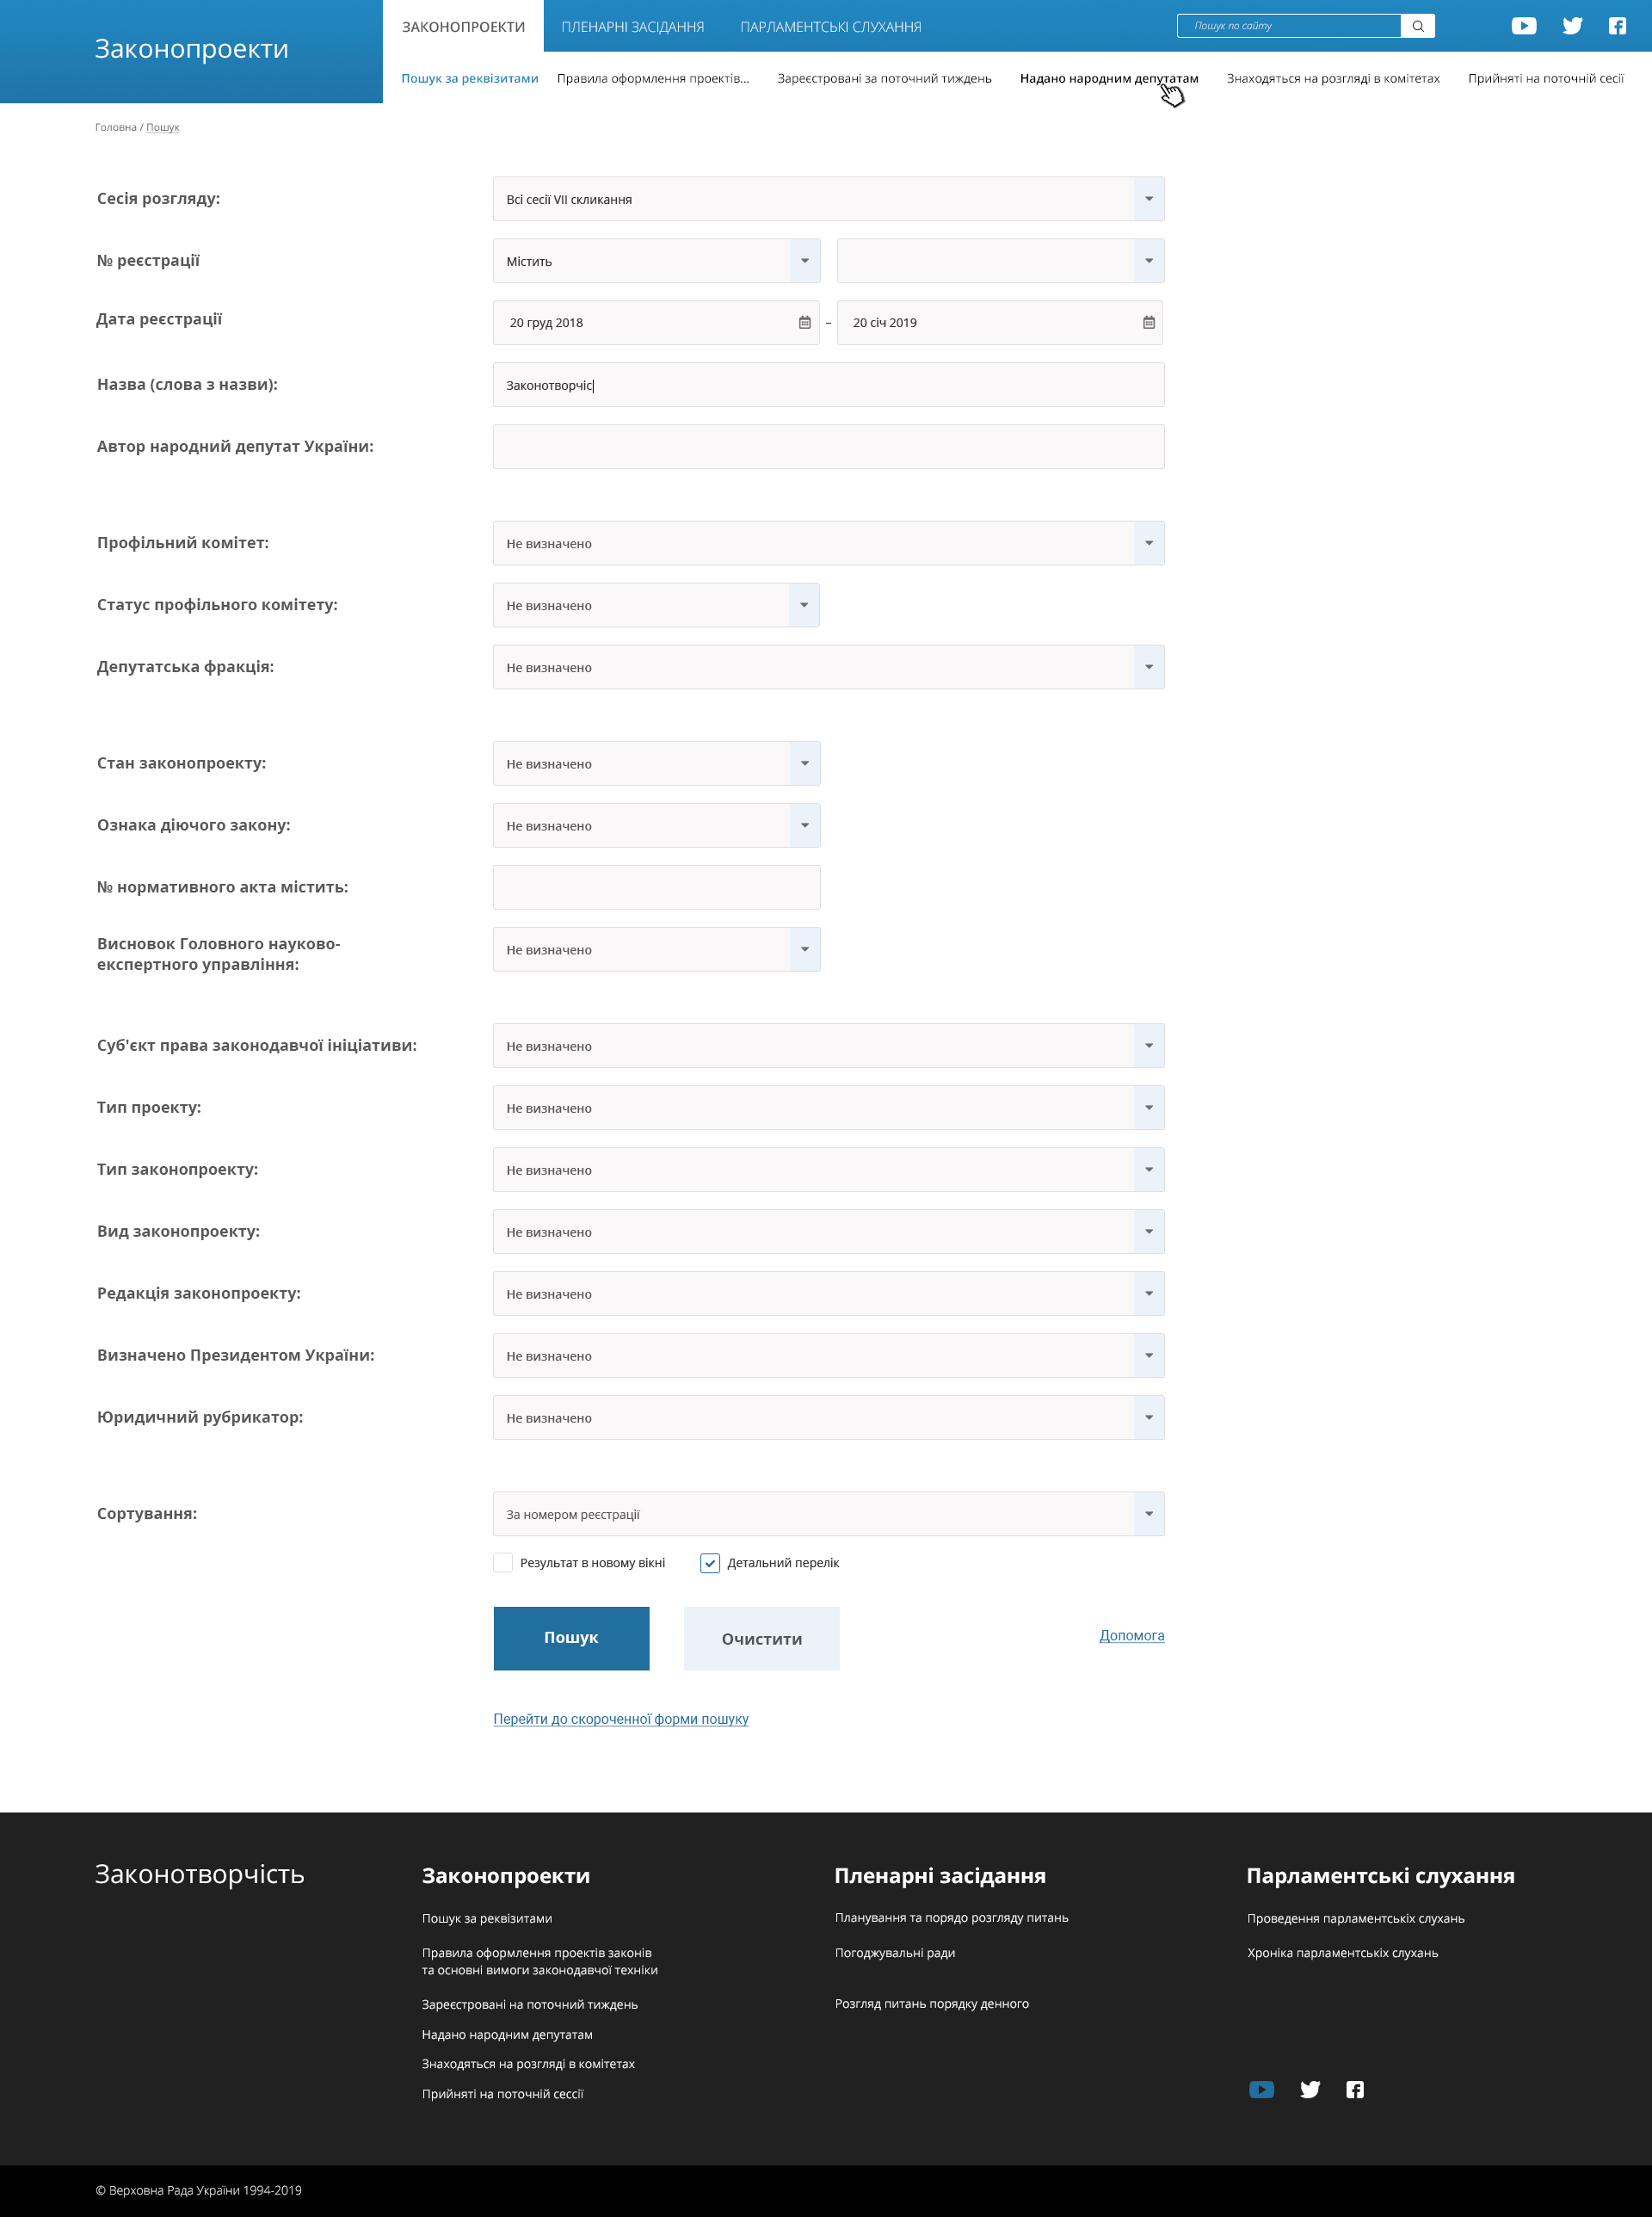 Законопроекти
ЗАКОНОПРОЕКТИ
ПЛЕНАРНІ ЗАСІДАННЯ
ПАРЛАМЕНТСЬКІ СЛУХАННЯ
Пошук по сайту
Пошук за реквізитами
Правила оформлення проектів...
Зареєстровані за поточний тиждень
Надано народним депутатам
Знаходяться на розгляді в комітетах
Прийняті на поточній сесії
Головна / Пошук
Сесія розгляду:
Всі сесії VII скликання
№ реєстрації
Містить
Дата реєстрації
20 груд 2018
–
20 січ 2019
Назва (слова з назви):
Законотворчіс
Автор народний депутат України:
Профільний комітет:
Не визначено
Статус профільного комітету:
Не визначено
Депутатська фракція:
Не визначено
Стан законопроекту:
Не визначено
Ознака діючого закону:
Не визначено
№ нормативного акта містить:
Висновок Головного науково-
експертного управління:
Не визначено
Суб'єкт права законодавчої ініціативи:
Не визначено
Тип проекту:
Не визначено
Тип законопроекту:
Не визначено
Вид законопроекту:
Не визначено
Редакція законопроекту:
Не визначено
Визначено Президентом України:
Не визначено
Юридичний рубрикатор:
Не визначено
Сортування:
За номером реєстрації
Результат в новому вікні
Детальний перелік
Пошук
Очистити
Допомога
Перейти до скороченної форми пошуку
Законотворчість
Законопроекти
Пошук за реквізитами
Правила оформлення проектів законів
та основні вимоги законодавчої техніки
Зареєстровані на поточний тиждень
Надано народним депутатам
Знаходяться на розгляді в комітетах
Прийняті на поточній сессії
Пленарні засідання
Планування та порядо розгляду питань
Погоджувальні ради
Розгляд питань порядку денного
Парламентські слухання
Проведення парламентських слухань
Хроніка парламентських слухань
© Верховна Рада України 1994-2019